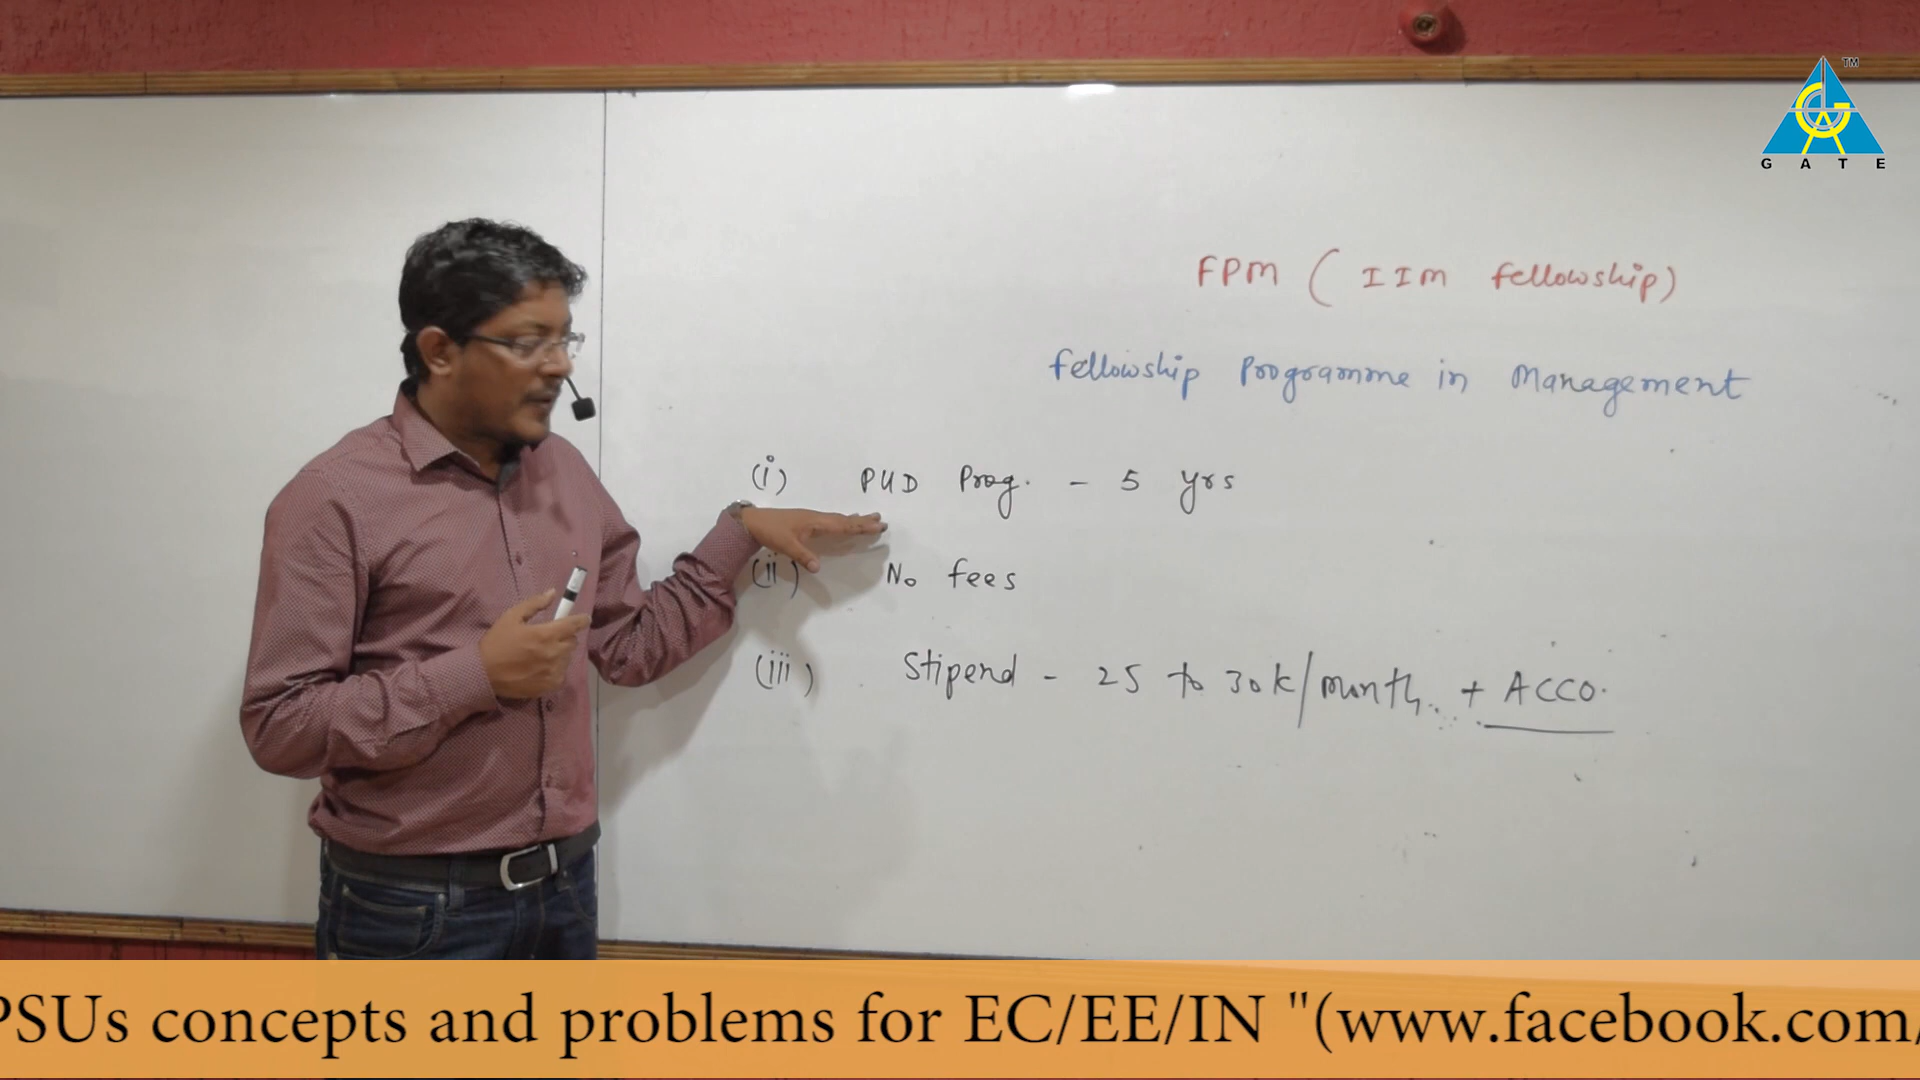 TM
GATE
FPM ( IIM fellowship)
fellowship Programme in Management
(i) PHD Prog. - 5 yrs
(ii) No fees
(iii) Stipend - 25 to 30k/month. + ACCO.
PSUs concepts and problems for EC/EE/IN "(www.facebook.com/